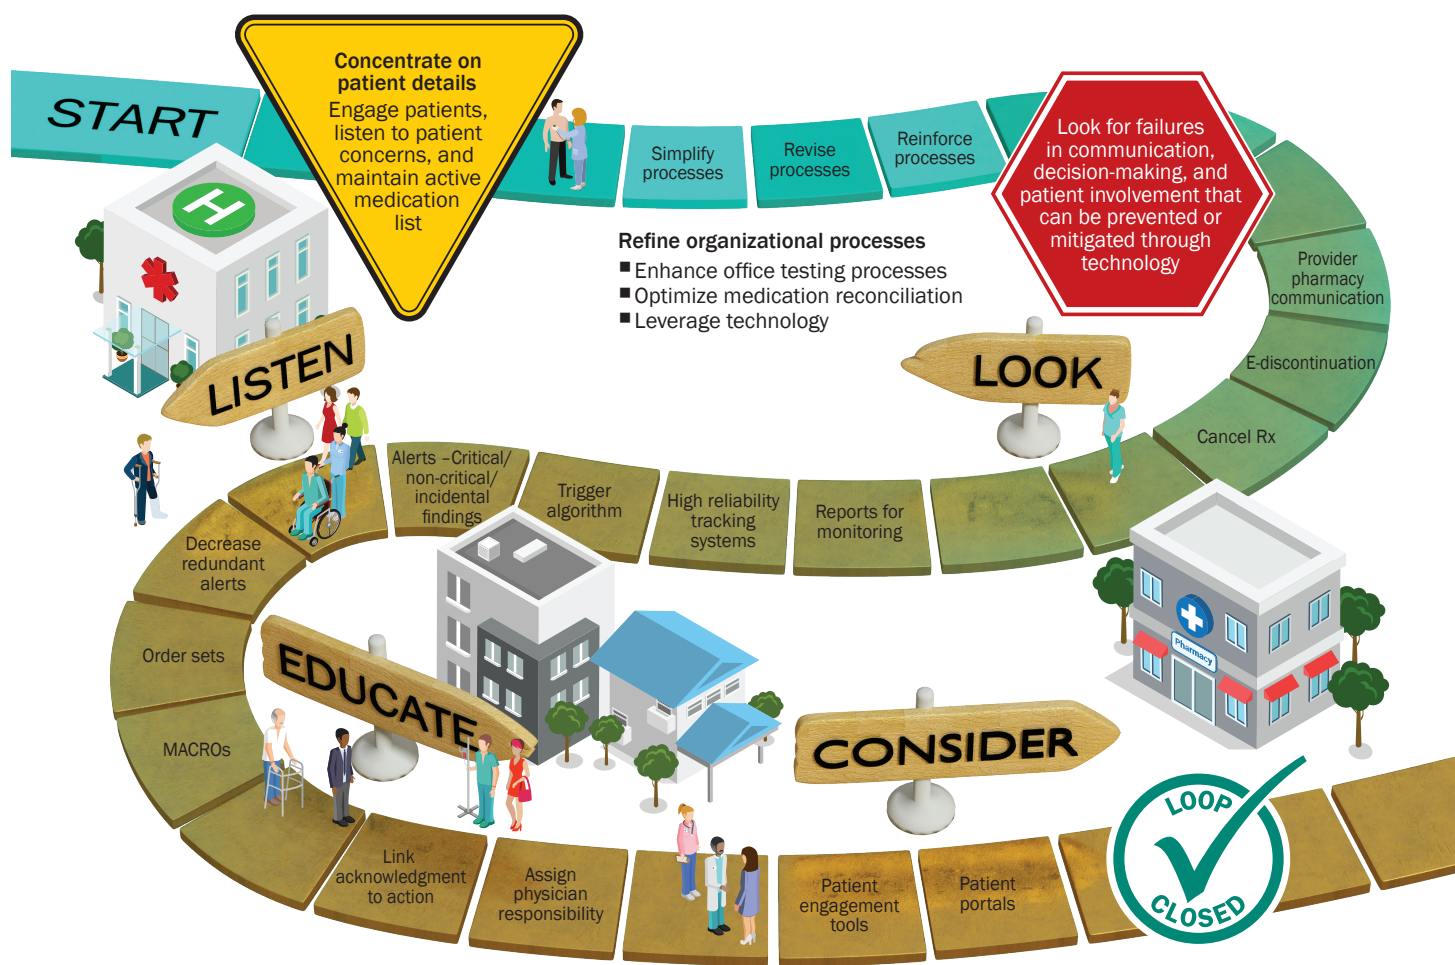 START
Concentrate on
patient details
Engage patients,
listen to patient
concerns, and
maintain active
medication
list
Simplify
processes
Revise
processes
Reinforce
processes
Look for failures
in communication,
decision-making, and
patient involvement that
can be prevented or
mitigated through
technology
Refine organizational processes
■ Enhance office testing processes
■ Optimize medication reconciliation
■ Leverage technology
H
LISTEN
LOOK
Provider
pharmacy
communication
E-discontinuation
Cancel Rx
Reports for
monitoring
High reliability
tracking
systems
Trigger
algorithm
Alerts –Critical/
non-critical/
incidental
findings
Decrease
redundant
alerts
Order sets
MACROs
EDUCATE
CONSIDER
Pharmacy
Link
acknowledgment
to action
Assign
physician
responsibility
Patient
engagement
tools
Patient
portals
LOOP
CLOSED